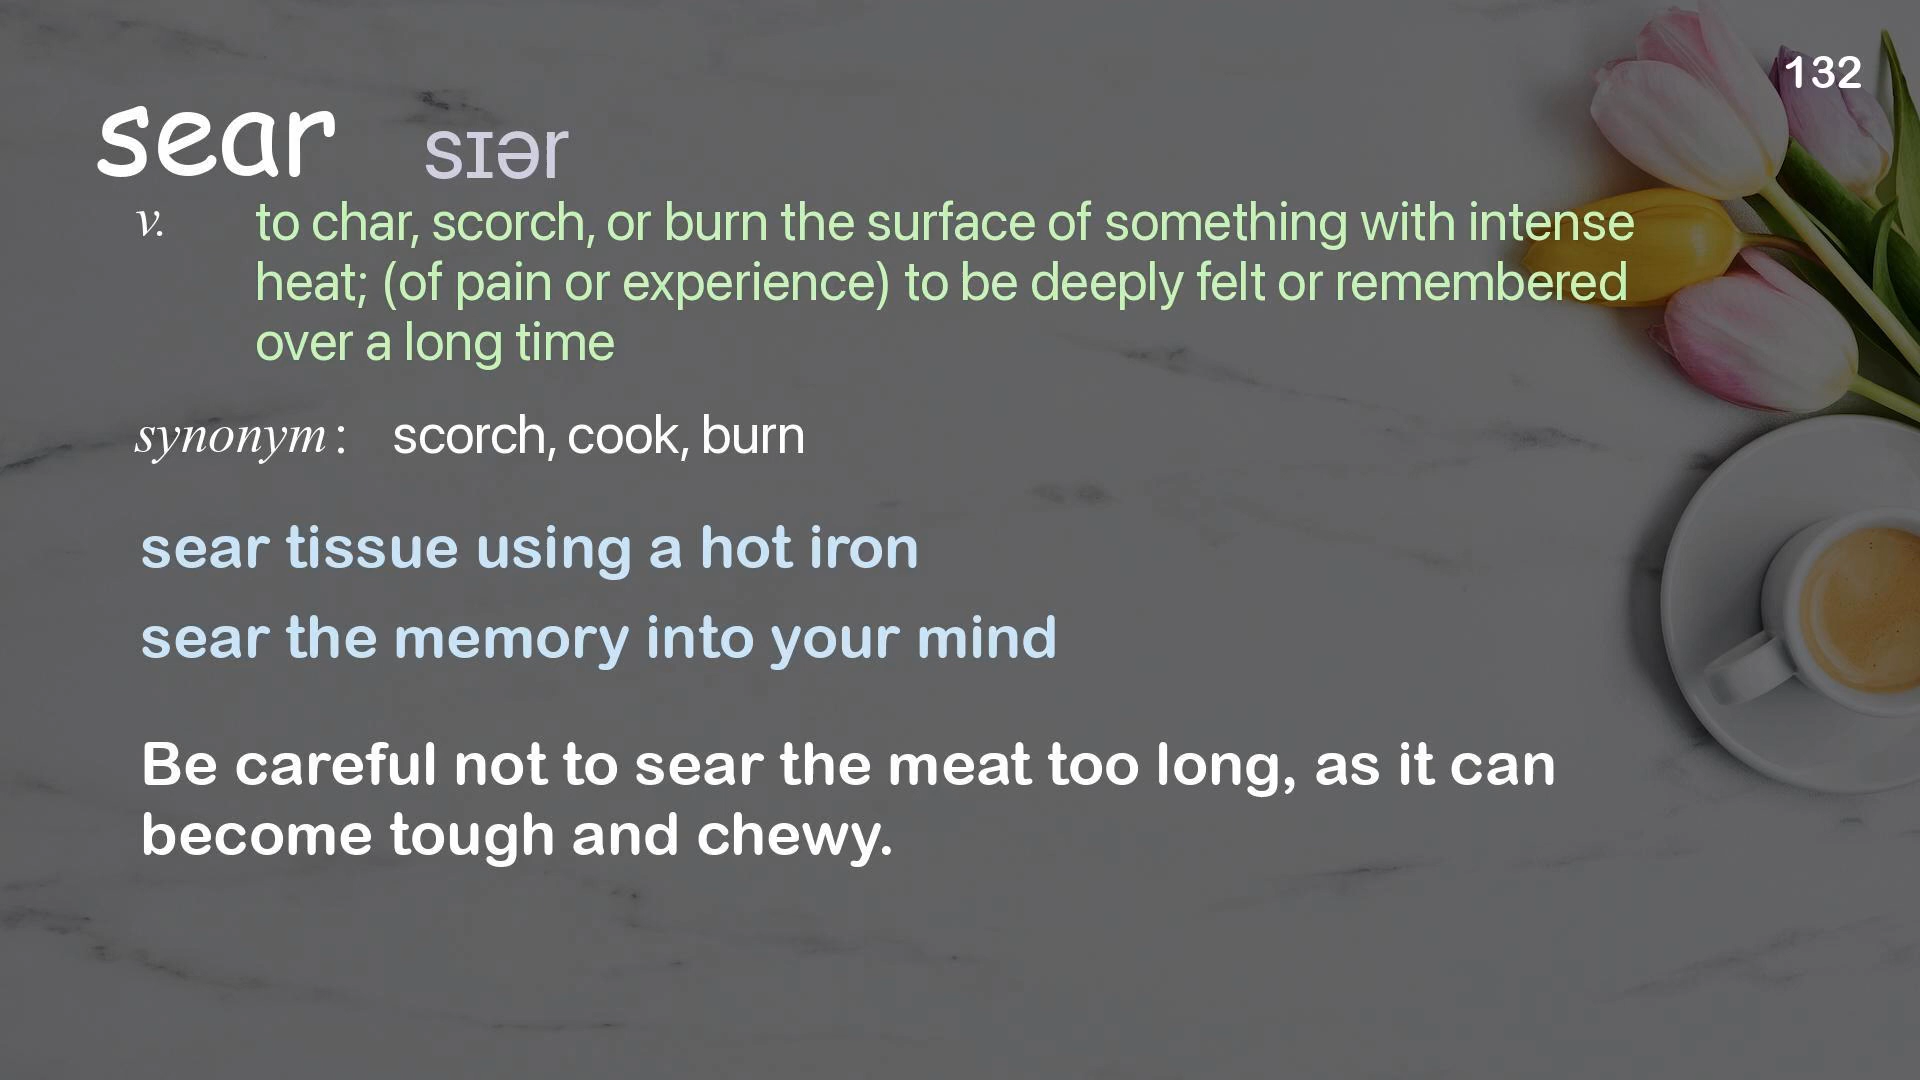 132
sear sɪər
v. to char, scorch, or burn the surface of something with intense
heat; (of pain or experience) to be deeply felt or remembered
over a long time
synonym: scorch, cook, burn
sear tissue using a hot iron
sear the memory into your mind
Be careful not to sear the meat too long, as it can
become tough and chewy.